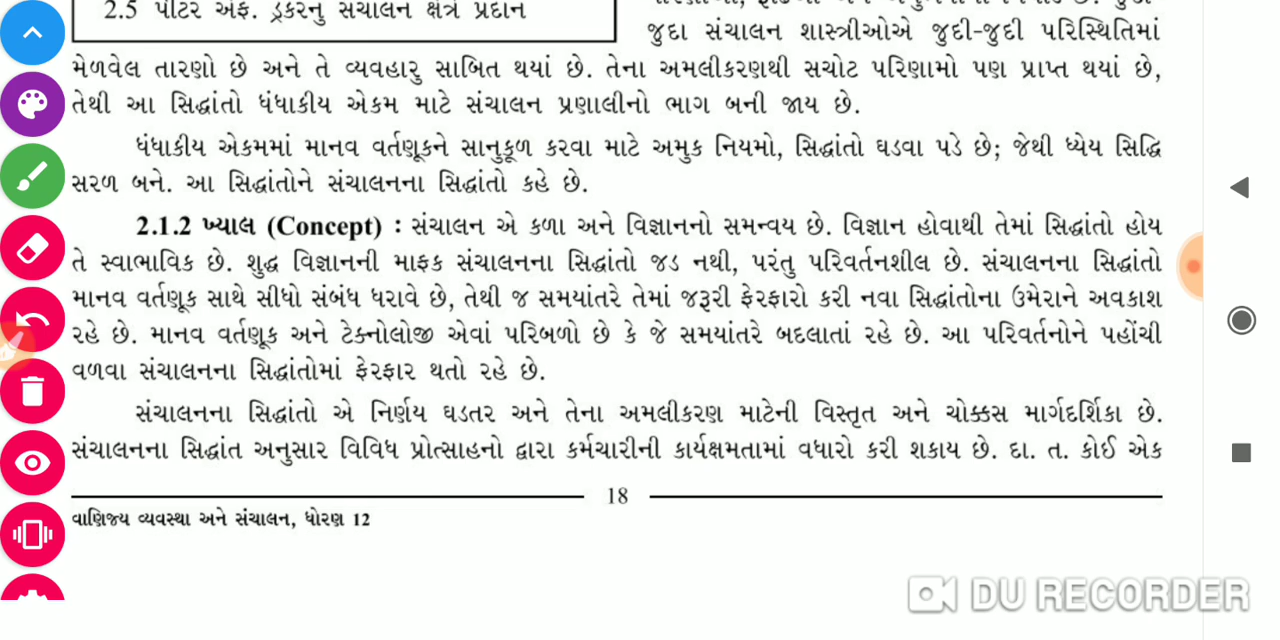 2.5 પીટર એફ. ડ્રકરનું સંચાલન ક્ષેત્રે પ્રદાન
જુદા સંચાલન શાસ્ત્રીઓએ જુદી-જુદી પરિસ્થિતિમાં
મેળવેલ તારણો છે અને તે વ્યવહારુ સાબિત થયાં છે. તેના અમલીકરણથી સચોટ પરિણામો પણ પ્રાપ્ત થયાં છે,
તેથી આ સિદ્ધાંતો ધંધાકીય એકમ માટે સંચાલન પ્રણાલીનો ભાગ બની જાય છે.
ધંધાકીય એકમમાં માનવ વર્તણૂકને સાનુકૂળ કરવા માટે અમુક નિયમો, સિદ્ધાંતો ઘડવા પડે છે; જેથી ધ્યેય સિદ્ધિ
સરળ બને. આ સિદ્ધાંતોને સંચાલનના સિદ્ધાંતો કહે છે.
2.1.2 ખ્યાલ (Concept) : સંચાલન એ કળા અને વિજ્ઞાનનો સમન્વય છે. વિજ્ઞાન હોવાથી તેમાં સિદ્ધાંતો હોય
તે સ્વાભાવિક છે. શુદ્ધ વિજ્ઞાનની માફક સંચાલનના સિદ્ધાંતો જડ નથી, પરંતુ પરિવર્તનશીલ છે. સંચાલનના સિદ્ધાંતો
માનવ વર્તણૂક સાથે સીધો સંબંધ ધરાવે છે, તેથી જ સમયાંતરે તેમાં જરૂરી ફેરફારો કરી નવા સિદ્ધાંતોના ઉમેરાને અવકાશ
રહે છે. માનવ વર્તણૂક અને ટેક્નોલોજી એવાં પરિબળો છે કે જે સમયાંતરે બદલાતાં રહે છે. આ પરિવર્તનોને પહોંચી
વળવા સંચાલનના સિદ્ધાંતોમાં ફેરફાર થતો રહે છે.
સંચાલનના સિદ્ધાંતો એ નિર્ણય ઘડતર અને તેના અમલીકરણ માટેની વિસ્તૃત અને ચોક્કસ માર્ગદર્શિકા છે.
સંચાલનના સિદ્ધાંત અનુસાર વિવિધ પ્રોત્સાહનો દ્વારા કર્મચારીની કાર્યક્ષમતામાં વધારો કરી શકાય છે. દા. ત. કોઈ એક
18
વાણિજ્ય વ્યવસ્થા અને સંચાલન, ધોરણ 12
DU RECORDER